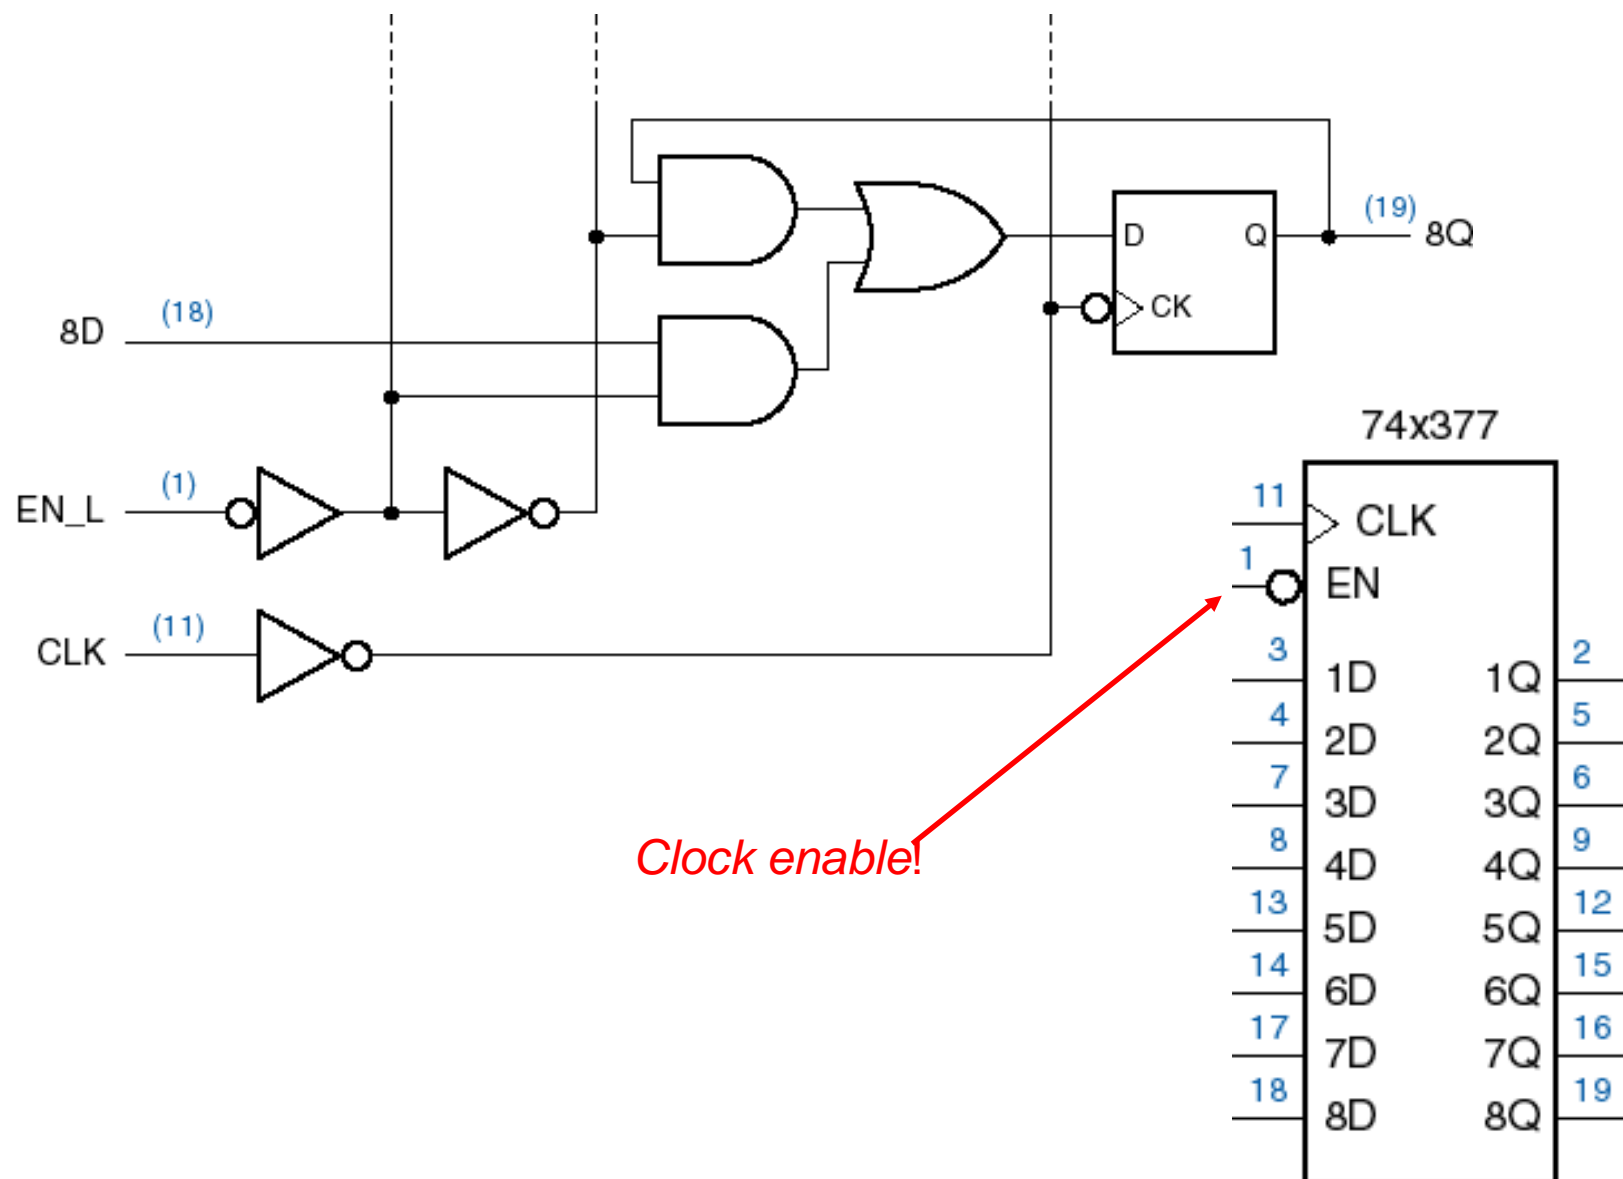 (19)
8Q
D Q
CK
8D (18)
EN_L (1)
CLK (11)
Clock enable!
74x377
11 CLK
1 EN
3 1D 1Q 2
4 2D 2Q 5
7 3D 3Q 6
8 4D 4Q 9
13 5D 5Q 12
14 6D 6Q 15
17 7D 7Q 16
18 8D 8Q 19